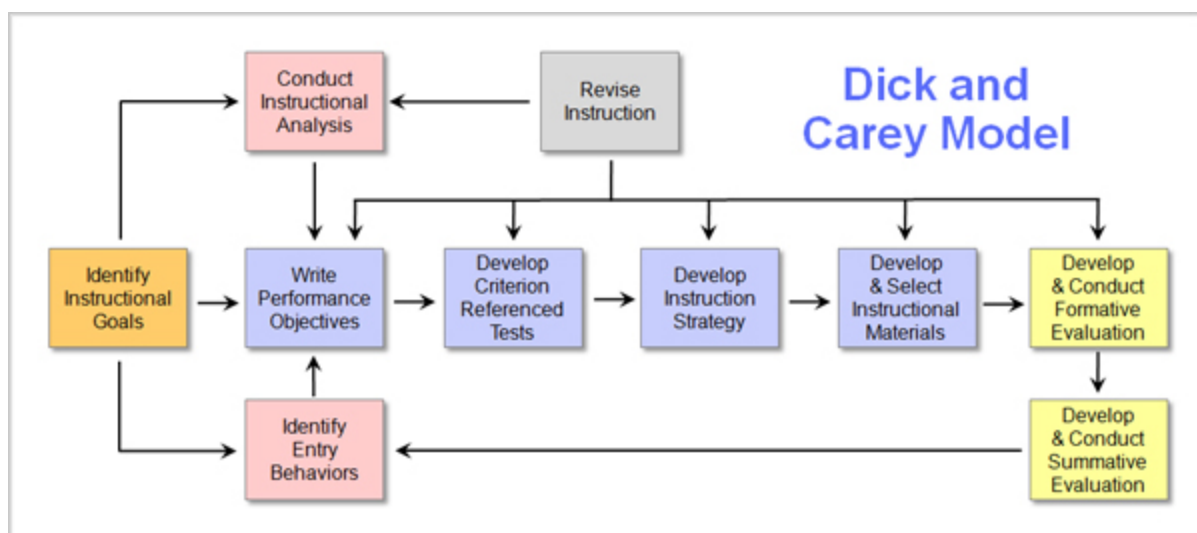 Dick and
Carey Model
Conduct
Instructional
Analysis
Revise
Instruction
Identify
Instructional
Goals
Write
Performance
Objectives
Develop
Criterion
Referenced
Tests
Develop
Instruction
Strategy
Develop
& Select
Instructional
Materials
Develop
& Conduct
Formative
Evaluation
Identify
Entry
Behaviors
Develop
& Conduct
Summative
Evaluation